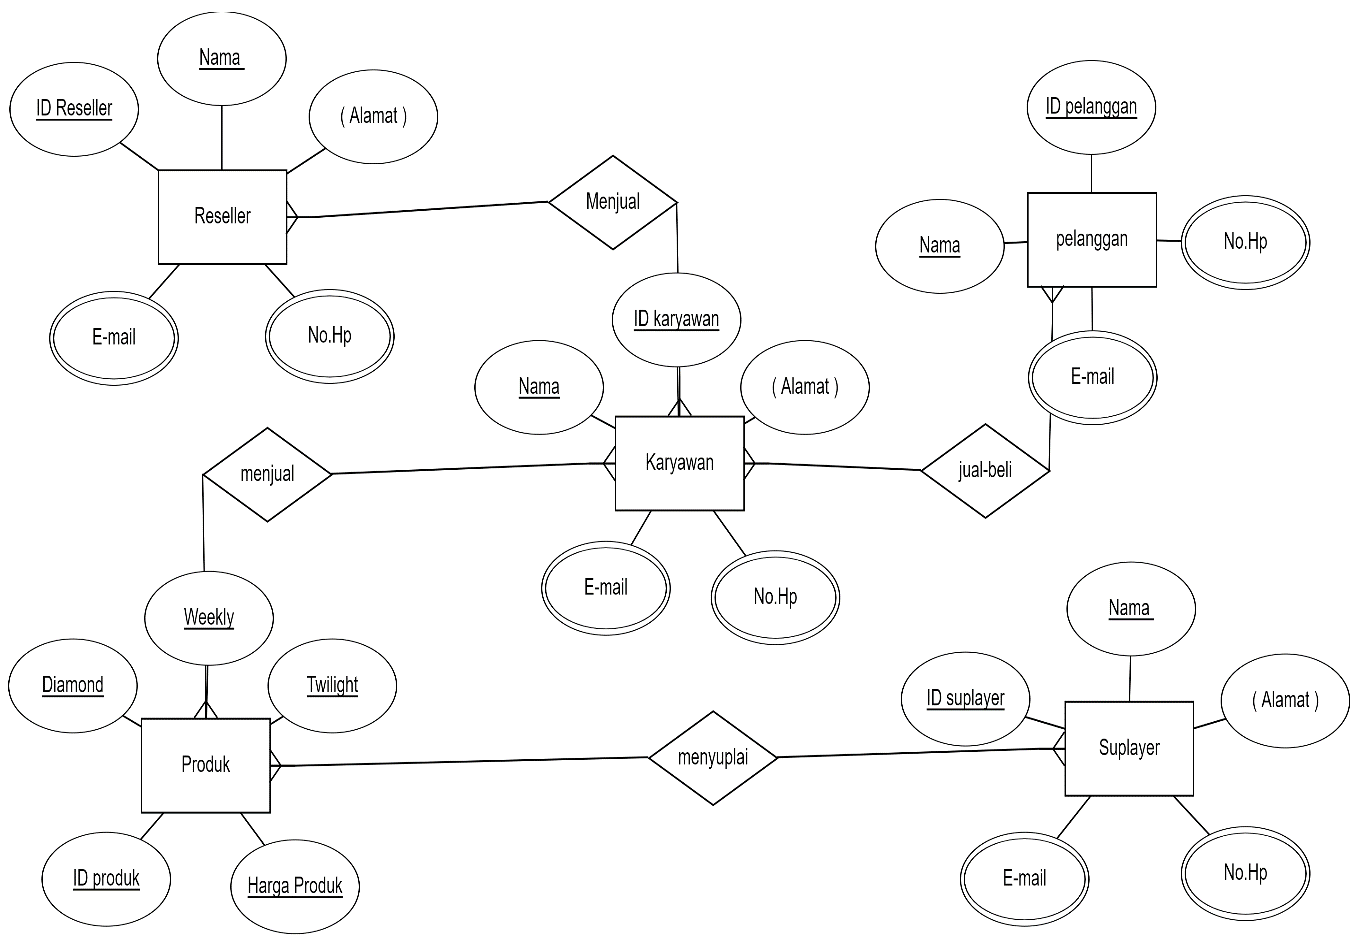 Nama
ID Reseller
( Alamat )
Reseller
E-mail
No.Hp
Menjual
ID pelanggan
Nama
pelanggan
No.Hp
E-mail
ID karyawan
Nama
( Alamat )
Karyawan
E-mail
No.Hp
jual-beli
menjual
Weekly
Diamond
Twilight
Produk
ID produk
Harga Produk
menyuplai
Nama
ID suplayer
( Alamat )
Suplayer
E-mail
No.Hp